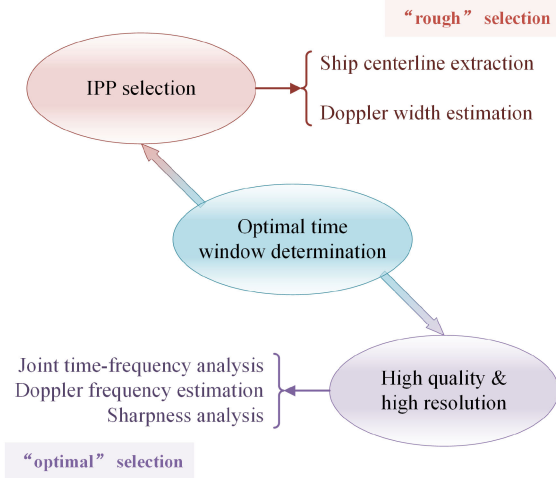 “rough” selection
IPP selection
Ship centerline extraction
Doppler width estimation
Optimal time
window determination
Joint time-frequency analysis
Doppler frequency estimation
Sharpness analysis
High quality &
high resolution
“optimal” selection